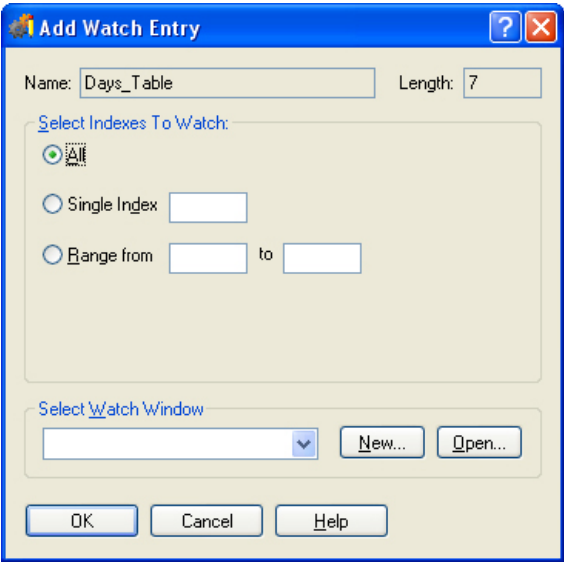 Add Watch Entry
Name: Days_Table Length: 7
Select Indexes To Watch:
All
Single Index
Range from to
Select Watch Window
New... Open...
OK Cancel Help